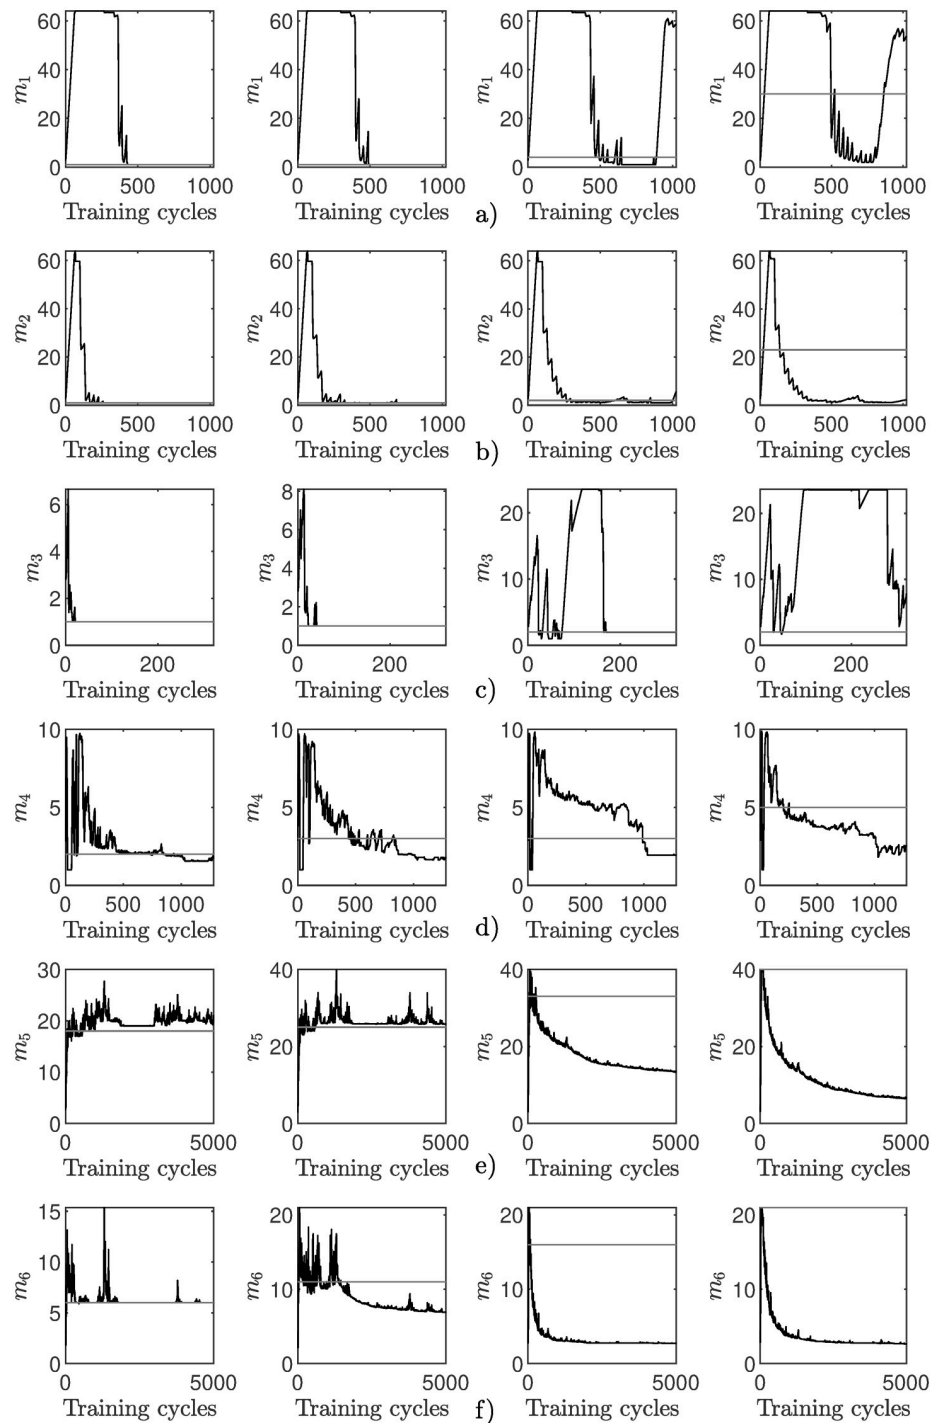 m₁ 60 40 20 0 0 500 1000 Training cycles
m₁ 60 40 20 0 0 500 1000 Training cycles
m₁ 60 40 20 0 0 500 1000 Training cycles
m₁ 60 40 20 0 0 500 1000 Training cycles
a)
m₂ 60 40 20 0 0 500 1000 Training cycles
m₂ 60 40 20 0 0 500 1000 Training cycles
m₂ 60 40 20 0 0 500 1000 Training cycles
m₂ 60 40 20 0 0 500 1000 Training cycles
b)
m₃ 6 4 2 0 0 200 Training cycles
m₃ 8 6 4 2 0 0 200 Training cycles
m₃ 20 10 0 0 200 Training cycles
m₃ 20 10 0 0 200 Training cycles
c)
m₄ 10 5 0 0 500 1000 Training cycles
m₄ 10 5 0 0 500 1000 Training cycles
m₄ 10 5 0 0 500 1000 Training cycles
m₄ 10 5 0 0 500 1000 Training cycles
d)
m₅ 30 20 10 0 0 5000 Training cycles
m₅ 40 20 0 0 5000 Training cycles
m₅ 40 20 0 0 5000 Training cycles
m₅ 40 20 0 0 5000 Training cycles
e)
m₆ 15 10 5 0 0 5000 Training cycles
m₆ 20 10 0 0 5000 Training cycles
m₆ 20 10 0 0 5000 Training cycles
m₆ 20 10 0 0 5000 Training cycles
f)